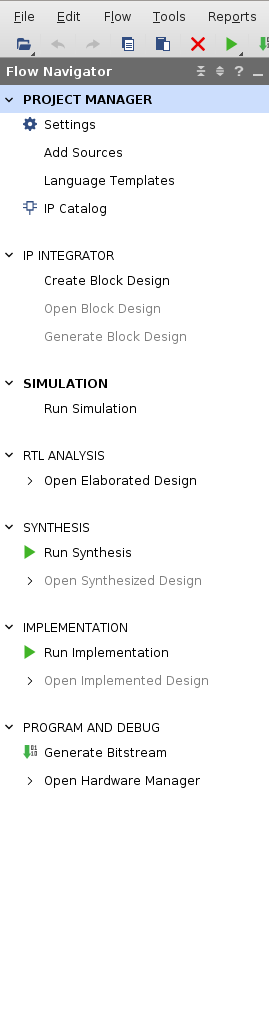 File Edit Flow Tools Reports
Flow Navigator ?
PROJECT MANAGER
Settings
Add Sources
Language Templates
IP Catalog
IP INTEGRATOR
Create Block Design
Open Block Design
Generate Block Design
SIMULATION
Run Simulation
RTL ANALYSIS
Open Elaborated Design
SYNTHESIS
Run Synthesis
Open Synthesized Design
IMPLEMENTATION
Run Implementation
Open Implemented Design
PROGRAM AND DEBUG
Generate Bitstream
Open Hardware Manager